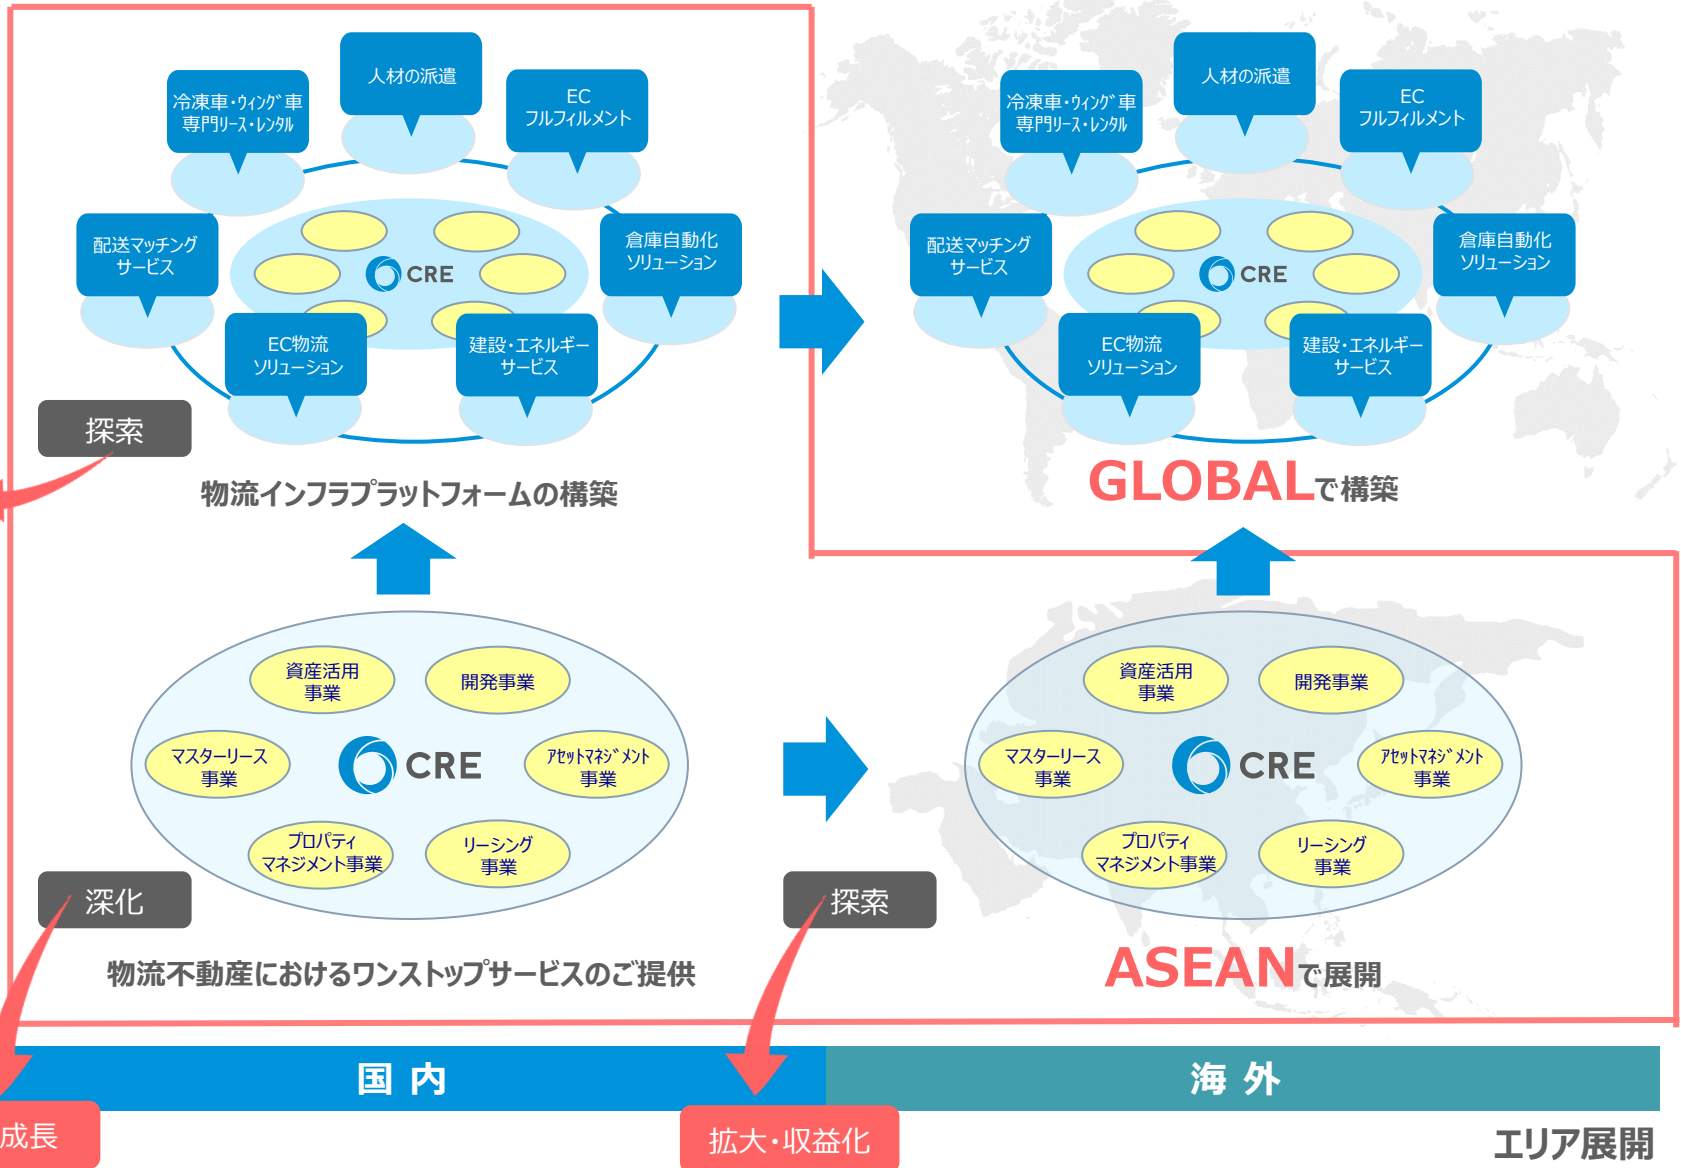 人材の派遣
冷凍車・ウィング車
専門リース・レンタル
EC
フルフィルメント
配送マッチング
サービス
倉庫自動化
ソリューション
CRE
EC物流
ソリューション
建設・エネルギー
サービス
探索
物流インフラプラットフォームの構築
人材の派遣
冷凍車・ウィング車
専門リース・レンタル
EC
フルフィルメント
配送マッチング
サービス
倉庫自動化
ソリューション
CRE
EC物流
ソリューション
建設・エネルギー
サービス
GLOBALで構築
資産活用
事業
開発事業
マスターリース
事業
CRE
アセットマネジメント
事業
プロパティ
マネジメント事業
リーシング
事業
深化
物流不動産におけるワンストップサービスのご提供
資産活用
事業
開発事業
マスターリース
事業
CRE
アセットマネジメント
事業
プロパティ
マネジメント事業
リーシング
事業
探索
ASEANで展開
国内
海外
成長
拡大・収益化
エリア展開